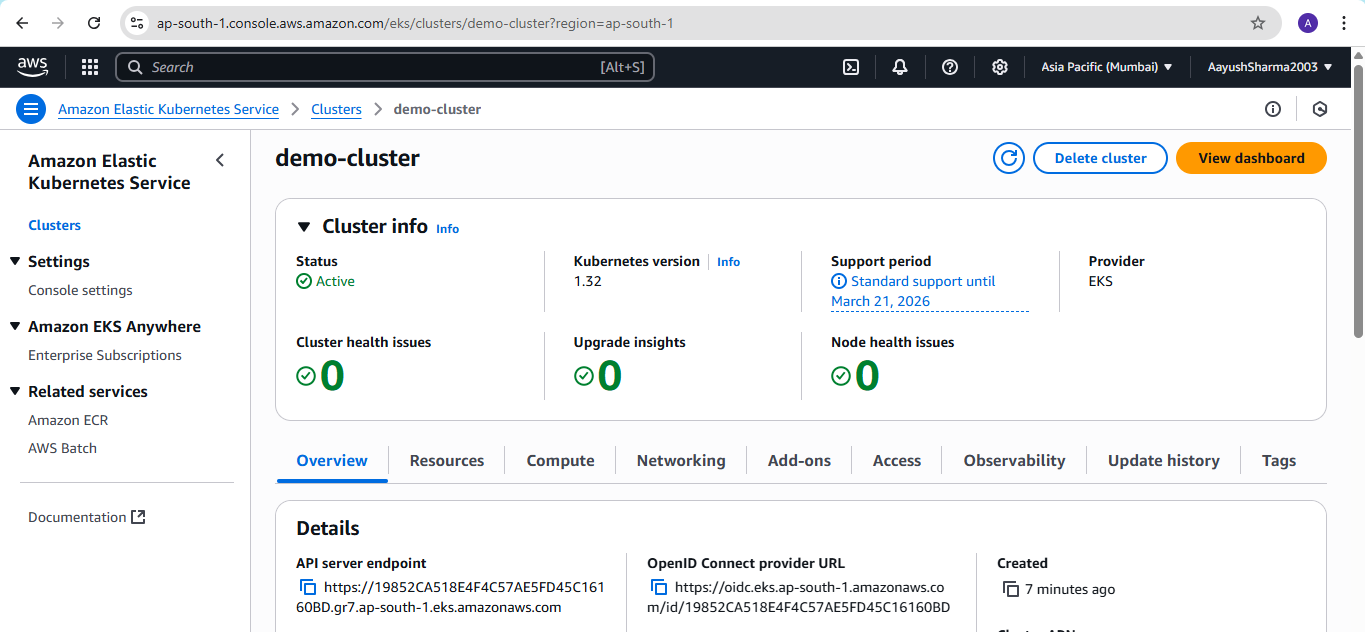 ap-south-1.console.aws.amazon.com/eks/clusters/demo-cluster?region=ap-south-1
A
aws
Search
[Alt+S]
Asia Pacific (Mumbai)
AayushSharma2003
Amazon Elastic Kubernetes Service
Clusters
demo-cluster
Amazon Elastic
Kubernetes Service
Clusters
Settings
Console settings
Amazon EKS Anywhere
Enterprise Subscriptions
Related services
Amazon ECR
AWS Batch
Documentation
demo-cluster
Delete cluster
View dashboard
Cluster info Info
Status
Active
Kubernetes version Info
1.32
Support period
Standard support until
March 21, 2026
Provider
EKS
Cluster health issues
0
Upgrade insights
0
Node health issues
0
Overview
Resources
Compute
Networking
Add-ons
Access
Observability
Update history
Tags
Details
API server endpoint
https://19852CA518E4F4C57AE5FD45C161
60BD.gr7.ap-south-1.eks.amazonaws.com
OpenID Connect provider URL
https://oidc.eks.ap-south-1.amazonaws.co
m/id/19852CA518E4F4C57AE5FD45C16160BD
Created
7 minutes ago